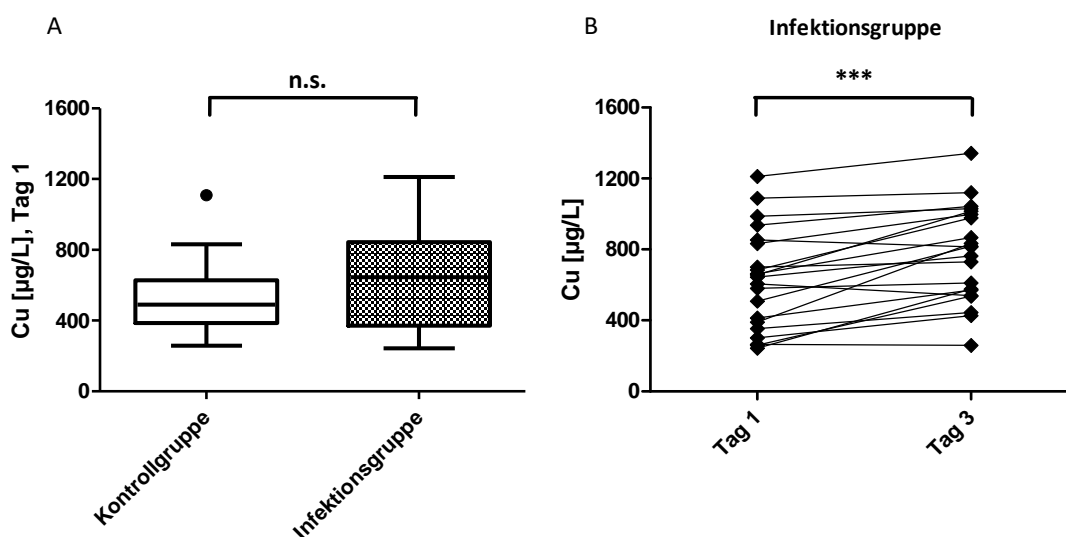 A
n.s.
Cu [µg/L], Tag 1
1600
1200
800
400
0
Kontrollgruppe
Infektionsgruppe
B
Infektionsgruppe
***
Cu [µg/L]
1600
1200
800
400
0
Tag 1
Tag 3